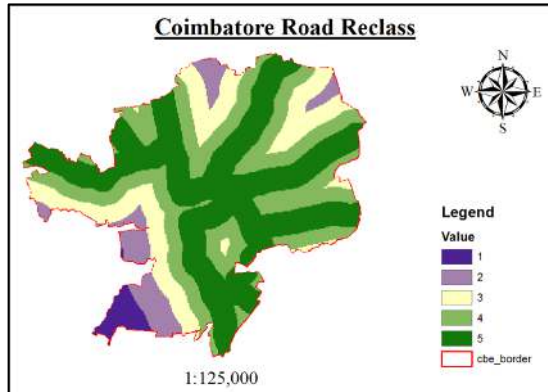 Coimbatore Road Reclass
N
W E
S
Legend
Value
1
2
3
4
5
cbe_border
1:125,000